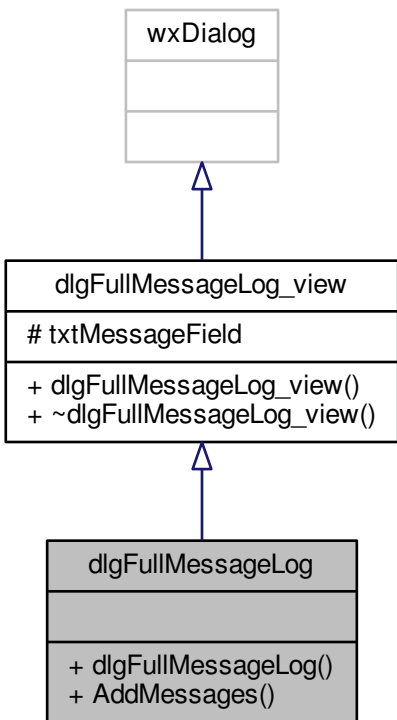 wxDialog
dlgFullMessageLog_view
# txtMessageField
+ dlgFullMessageLog_view()
+ ~dlgFullMessageLog_view()
dlgFullMessageLog
+ dlgFullMessageLog()
+ AddMessages()